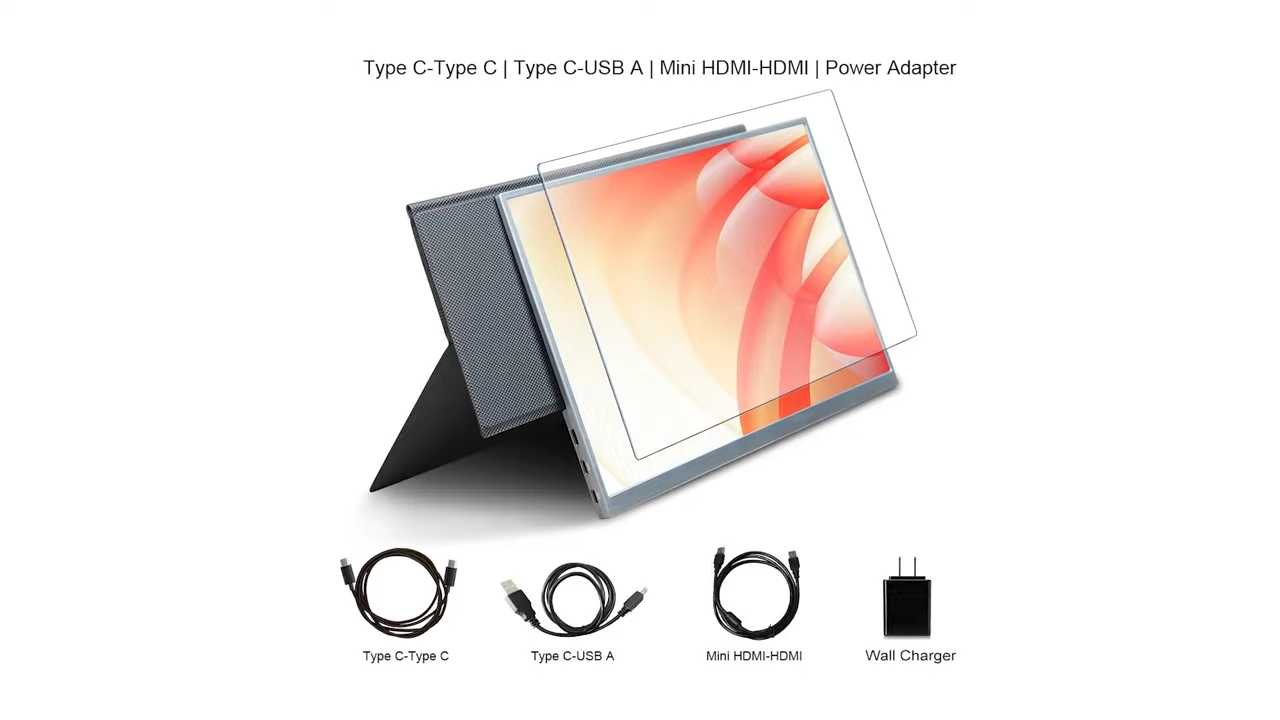 Type C-Type C | Type C-USB A | Mini HDMI-HDMI | Power Adapter
Type C-Type C
Type C-USB A
Mini HDMI-HDMI
Wall Charger